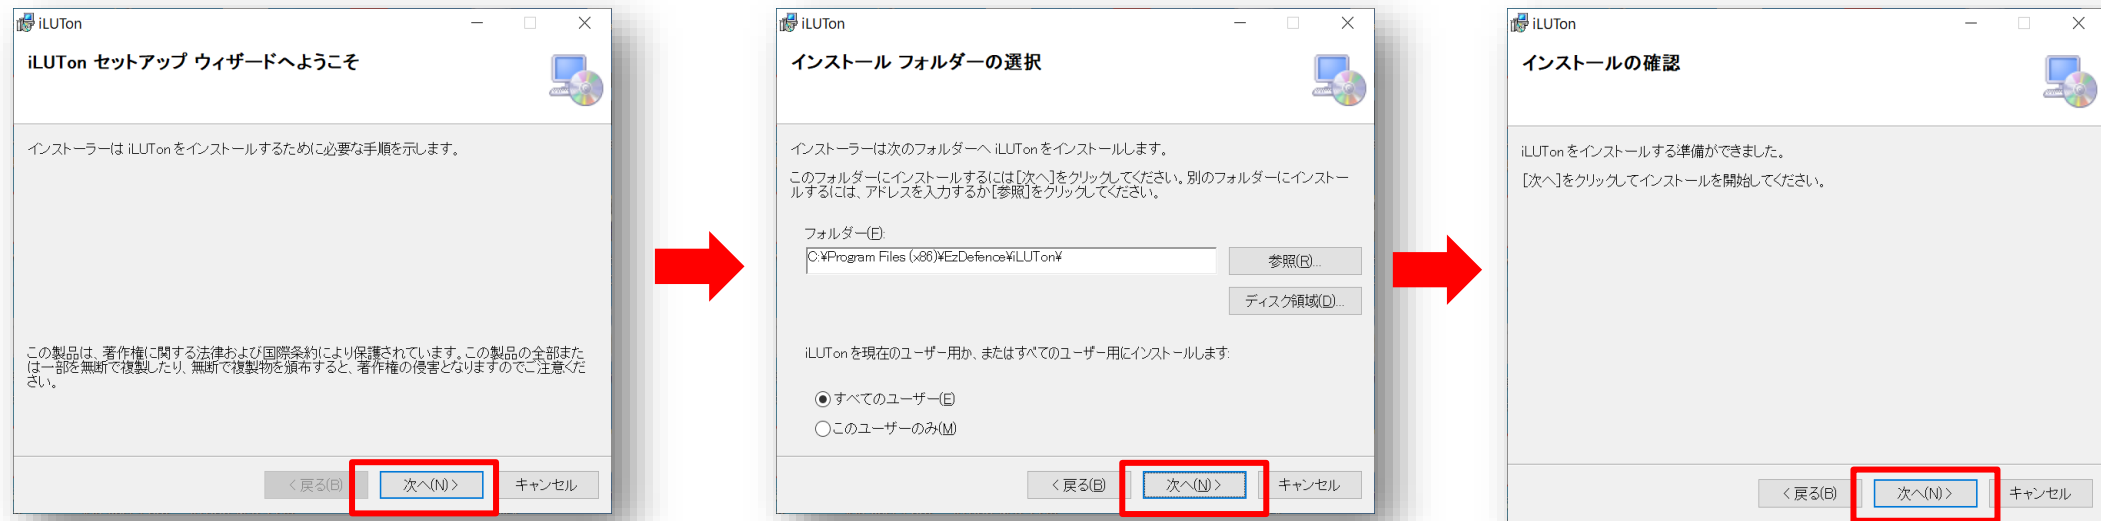 iLUTon
iLUTon セットアップ ウィザードへようこそ
インストーラーは iLUTon をインストールするために必要な手順を示します。
この製品は、著作権に関する法律および国際条約により保護されています。この製品の全部また
は一部を無断で複製したり、無断で複製物を頒布すると、著作権の侵害となりますのでご注意くだ
さい。
< 戻る(B)
次へ(N) >
キャンセル
iLUTon
インストール フォルダーの選択
インストーラーは次のフォルダーへ iLUTon をインストールします。
このフォルダーにインストールするには[次へ]をクリックしてください。別のフォルダーにインストー
ルするには、アドレスを入力するか[参照]をクリックしてください。
フォルダー(F):
C:¥Program Files (x86)¥EzDefence¥iLUTon¥
参照(R)...
ディスク領域(D)...
iLUTon を現在のユーザー用か、またはすべてのユーザー用にインストールします:
すべてのユーザー(E)
このユーザーのみ(M)
< 戻る(B)
次へ(N) >
キャンセル
iLUTon
インストールの確認
iLUTon をインストールする準備ができました。
[次へ]をクリックしてインストールを開始してください。
< 戻る(B)
次へ(N) >
キャンセル